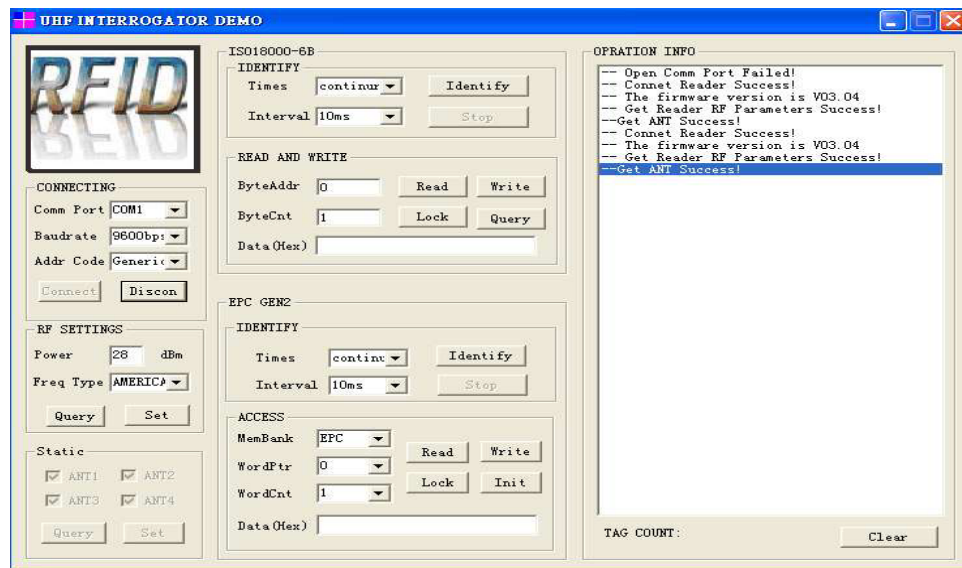 UHF INTERROGATOR DEMO
RFID
CONNECTING
Comm Port COM1
Baudrate 9600bp:
Addr Code Generi
Connect Discon
RF SETTINGS
Power 28 dBm
Freq Type AMERICA
Query Set
Static
ANT1 ANT2
ANT3 ANT4
Query Set
ISO18000-6B
IDENTIFY
Times continur Identify
Interval 10ms Stop
READ AND WRITE
ByteAddr 0 Read Write
ByteCnt 1 Lock Query
Data(Hex)
EPC GEN2
IDENTIFY
Times continu Identify
Interval 10ms Stop
ACCESS
MemBank EPC Read Write
WordPtr 0
WordCnt 1 Lock Init
Data(Hex)
OPRATION INFO
-- Open Comm Port Failed!
-- Connet Reader Success!
-- The firmware version is V03.04
-- Get Reader RF Parameters Success!
--Get ANT Success!
-- Connet Reader Success!
-- The firmware version is V03.04
-- Get Reader RF Parameters Success!
--Get ANT Success!
TAG COUNT: Clear